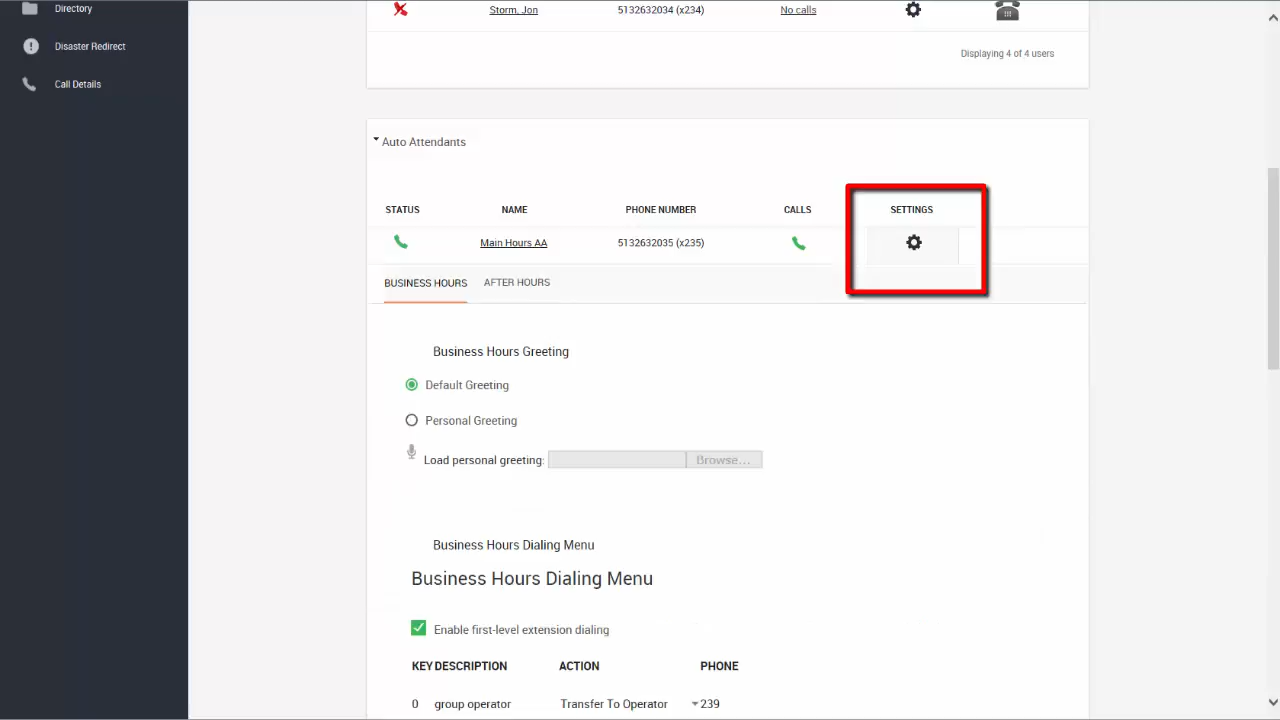 Directory
Disaster Redirect
Call Details
Storm, Jon 5132632034 (x234) No calls
Displaying 4 of 4 users
Auto Attendants
STATUS NAME PHONE NUMBER CALLS SETTINGS
Main Hours AA 5132632035 (x235)
BUSINESS HOURS AFTER HOURS
Business Hours Greeting
Default Greeting
Personal Greeting
Load personal greeting: Browse...
Business Hours Dialing Menu
Business Hours Dialing Menu
Enable first-level extension dialing
KEY DESCRIPTION ACTION PHONE
0 group operator Transfer To Operator 239